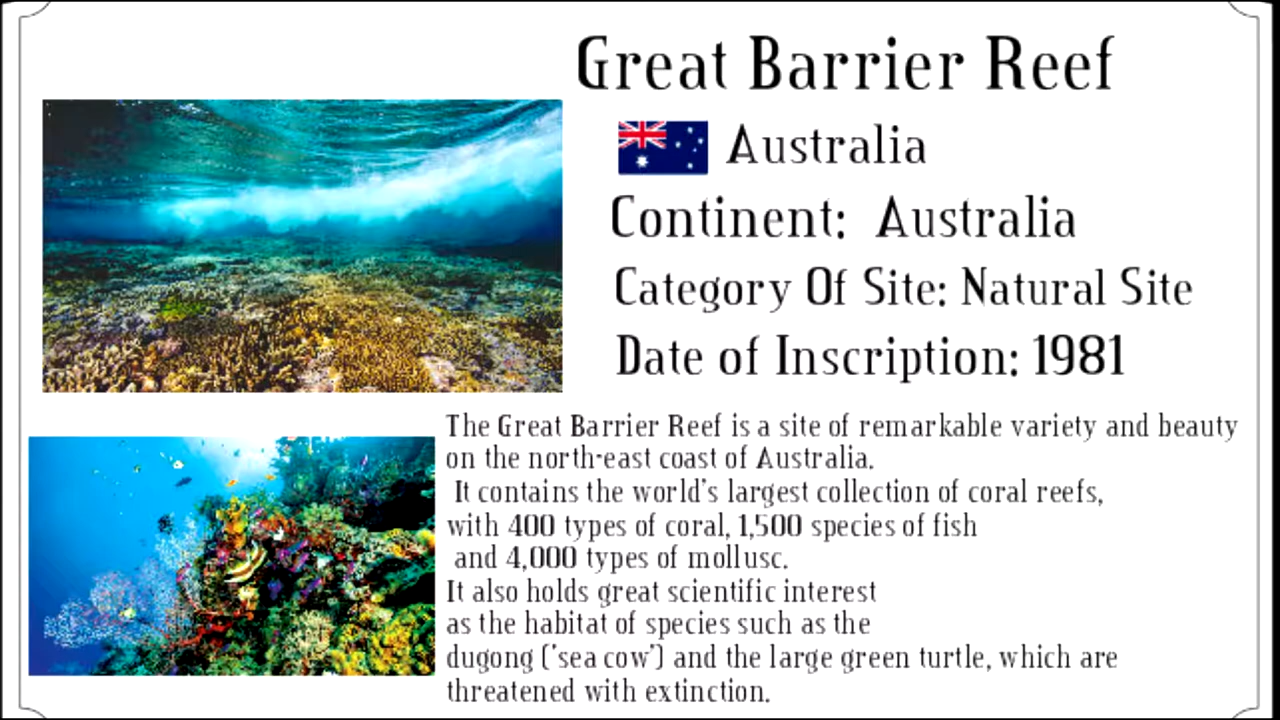 Great Barrier Reef
Australia
Continent: Australia
Category Of Site: Natural Site
Date of Inscription: 1981
The Great Barrier Reef is a site of remarkable variety and beauty
on the north-east coast of Australia.
It contains the world's largest collection of coral reefs,
with 400 types of coral, 1,500 species of fish
and 4,000 types of mollusc.
It also holds great scientific interest
as the habitat of species such as the
dugong ('sea cow') and the large green turtle, which are
threatened with extinction.